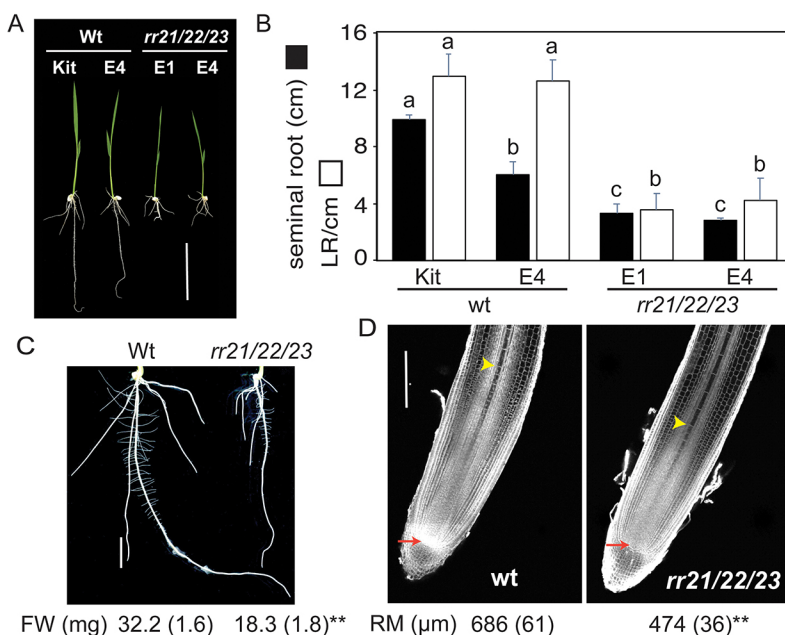 A
Wt rr21/22/23
Kit E4 E1 E4
B
seminal root (cm)
LR/cm
16
12
8
4
0
a a b a c b c b
Kit E4 E1 E4
wt rr21/22/23
C
Wt rr21/22/23
FW (mg) 32.2 (1.6) 18.3 (1.8)**
D
wt rr21/22/23
RM (μm) 686 (61) 474 (36)**